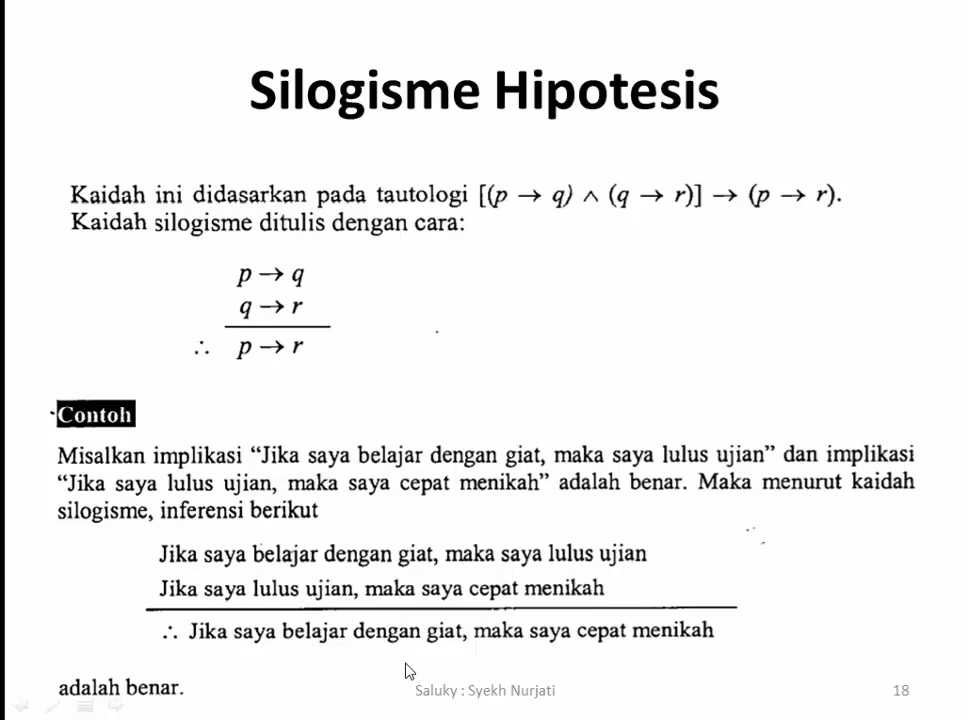 Silogisme Hipotesis
Kaidah ini didasarkan pada tautologi [(p → q) ∧ (q → r)] → (p → r).
Kaidah silogisme ditulis dengan cara:
p → q
q → r
∴ p → r
Contoh
Misalkan implikasi “Jika saya belajar dengan giat, maka saya lulus ujian” dan implikasi
“Jika saya lulus ujian, maka saya cepat menikah” adalah benar. Maka menurut kaidah
silogisme, inferensi berikut
Jika saya belajar dengan giat, maka saya lulus ujian
Jika saya lulus ujian, maka saya cepat menikah
∴ Jika saya belajar dengan giat, maka saya cepat menikah
adalah benar.
Saluky : Syekh Nurjati
18